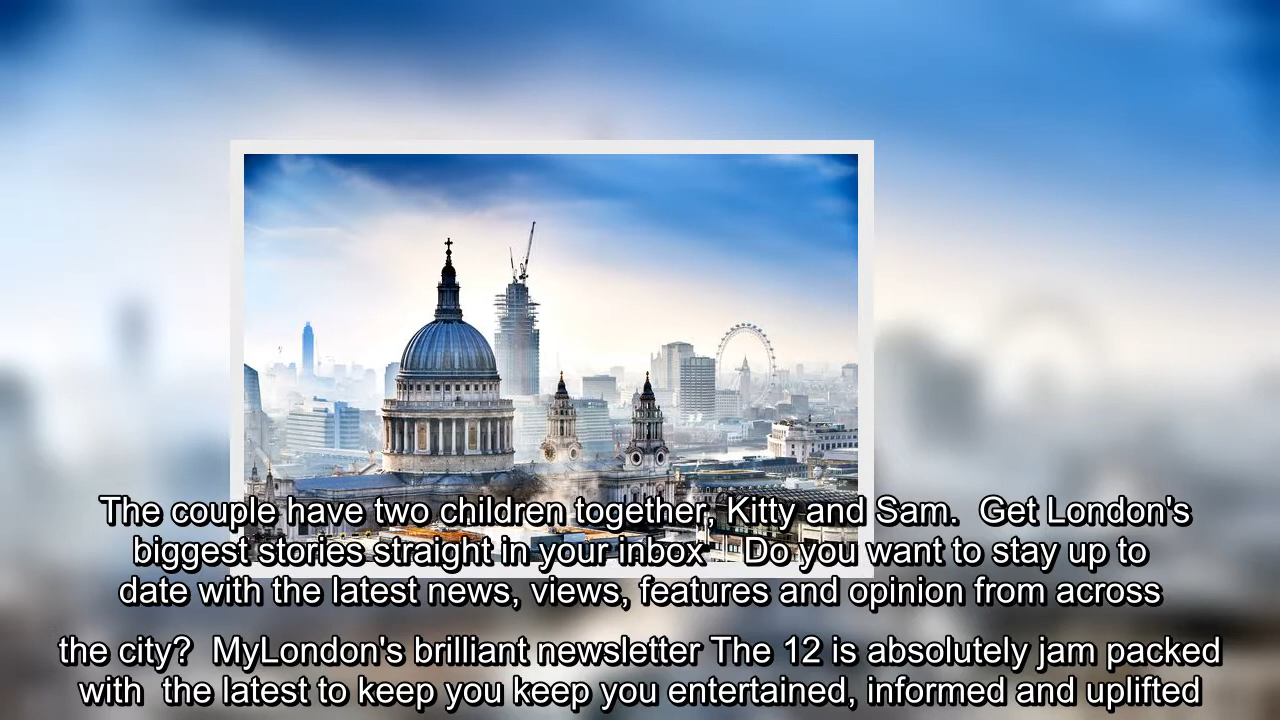 The couple have two children together, Kitty and Sam.  Get London's
biggest stories straight in your inbox    Do you want to stay up to
date with the latest news, views, features and opinion from across
the city?  MyLondon's brilliant newsletter The 12 is absolutely jam packed
with  the latest to keep you keep you entertained, informed and uplifted